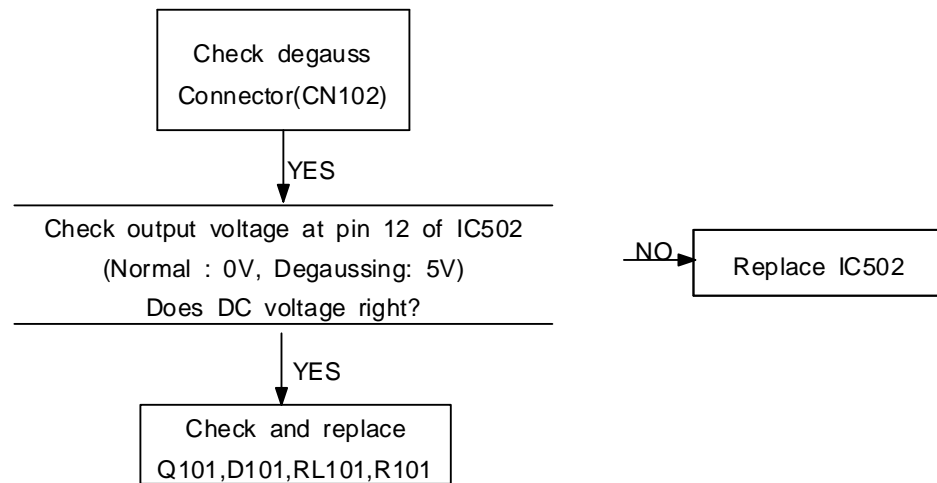 Check degauss
Connector(CN102)
YES
Check output voltage at pin 12 of IC502
(Normal : 0V, Degaussing: 5V)
Does DC voltage right?
NO
Replace IC502
YES
Check and replace
Q101,D101,RL101,R101